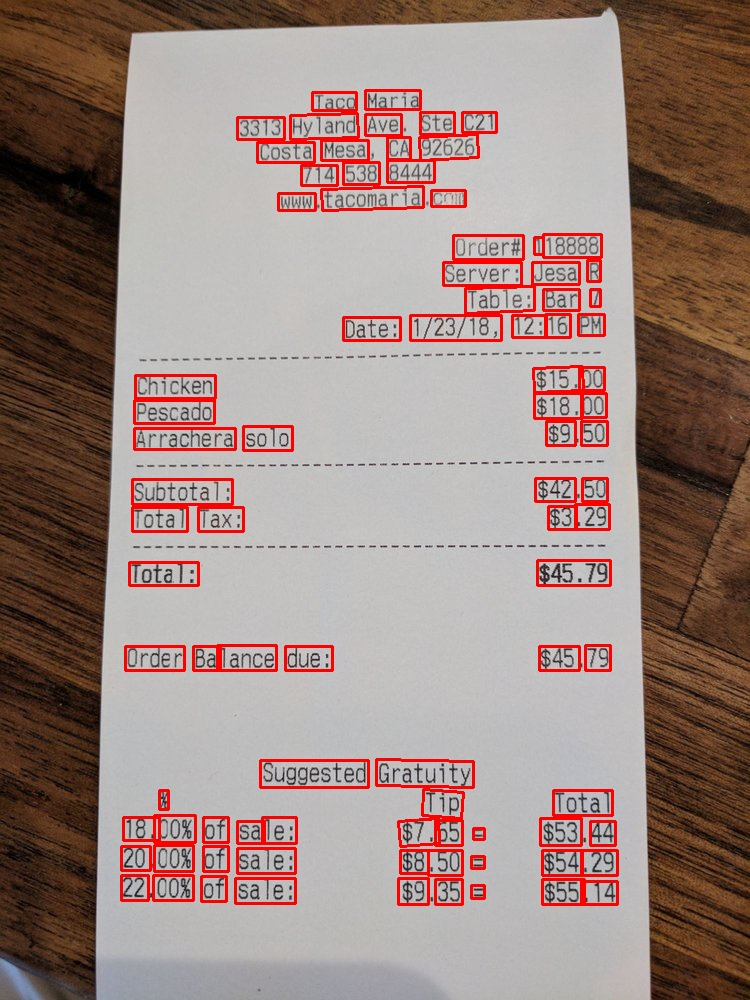 Taco Maria
3313 Hyland Ave. Ste C21
Costa Mesa, CA 92626
714 538 8444
www.tacomaria.com
Order# 118888
Server: Jesa R
Table: Bar 7
Date: 1/23/18, 12:16 PM
Chicken $15.00
Pescado $18.00
Arrachera solo $9.50
Subtotal: $42.50
Total Tax: $3.29
Total: $45.79
Order Balance due: $45.79
Suggested Gratuity
% Tip Total
18.00% of sale: $7.65 = $53.44
20.00% of sale: $8.50 = $54.29
22.00% of sale: $9.35 = $55.14